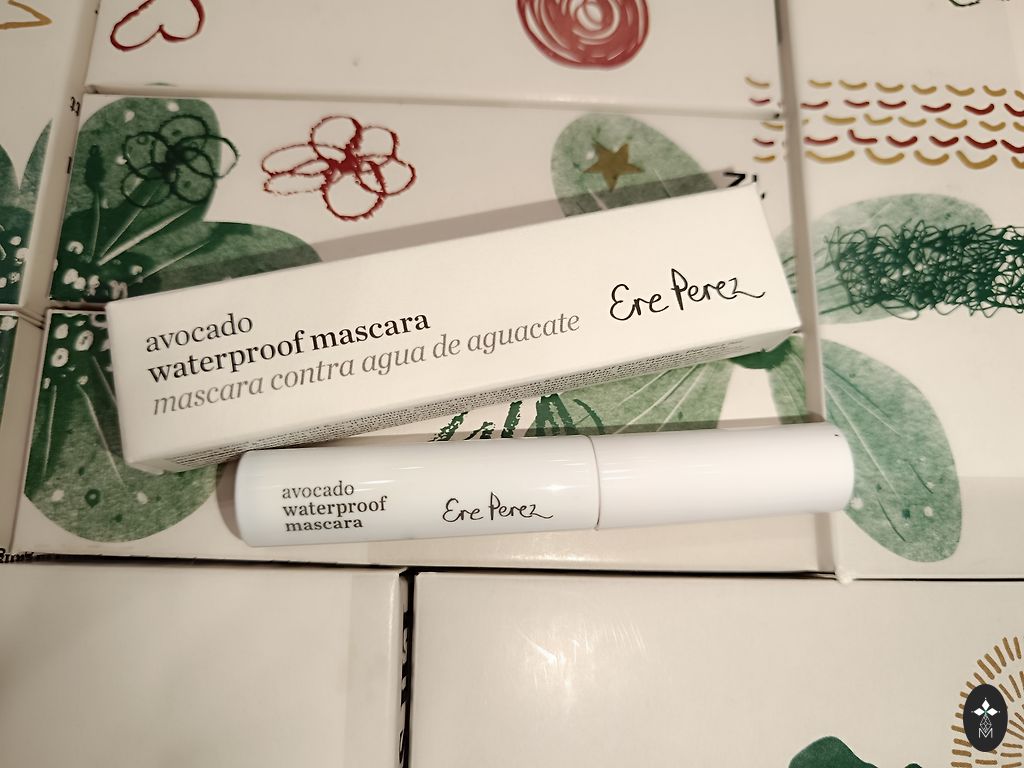 avocado
waterproof mascara
mascara contra agua de aguacate
Ere Perez
avocado
waterproof
mascara
Ere Perez
M